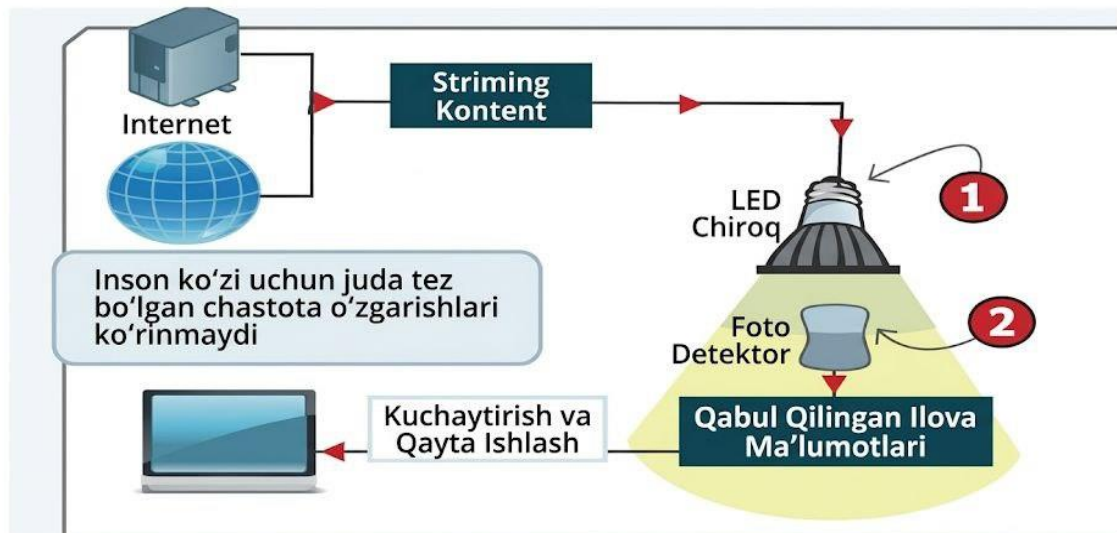 Internet
Striming
Kontent
LED
Chiroq
1
Inson ko‘zi uchun juda tez
bo‘lgan chastota o‘zgarishlari
ko‘rinmaydi
Foto
Detektor
2
Kuchaytirish va
Qayta Ishlash
Qabul Qilingan Ilova
Ma’lumotlari